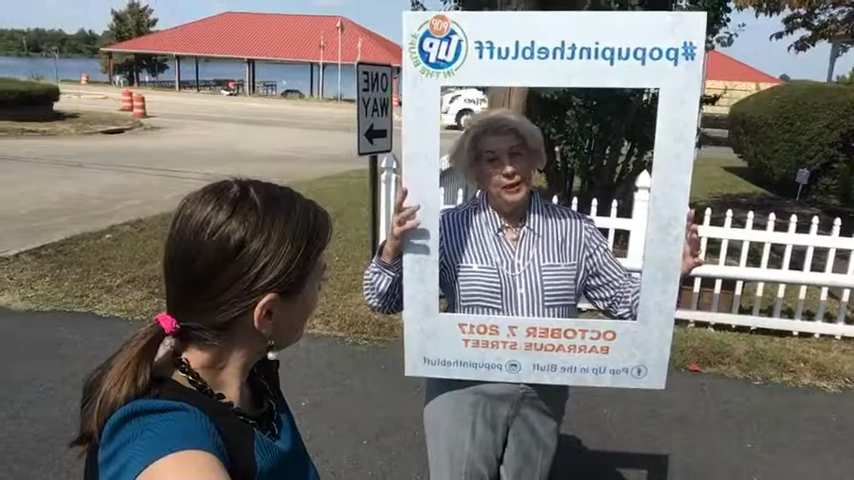 POP
Up
IN THE BLUFF
#popupinthebluff
ONE
WAY
OCTOBER 7, 2017
BARRAQUE STREET
Pop Up in the Bluff popupinthebluff